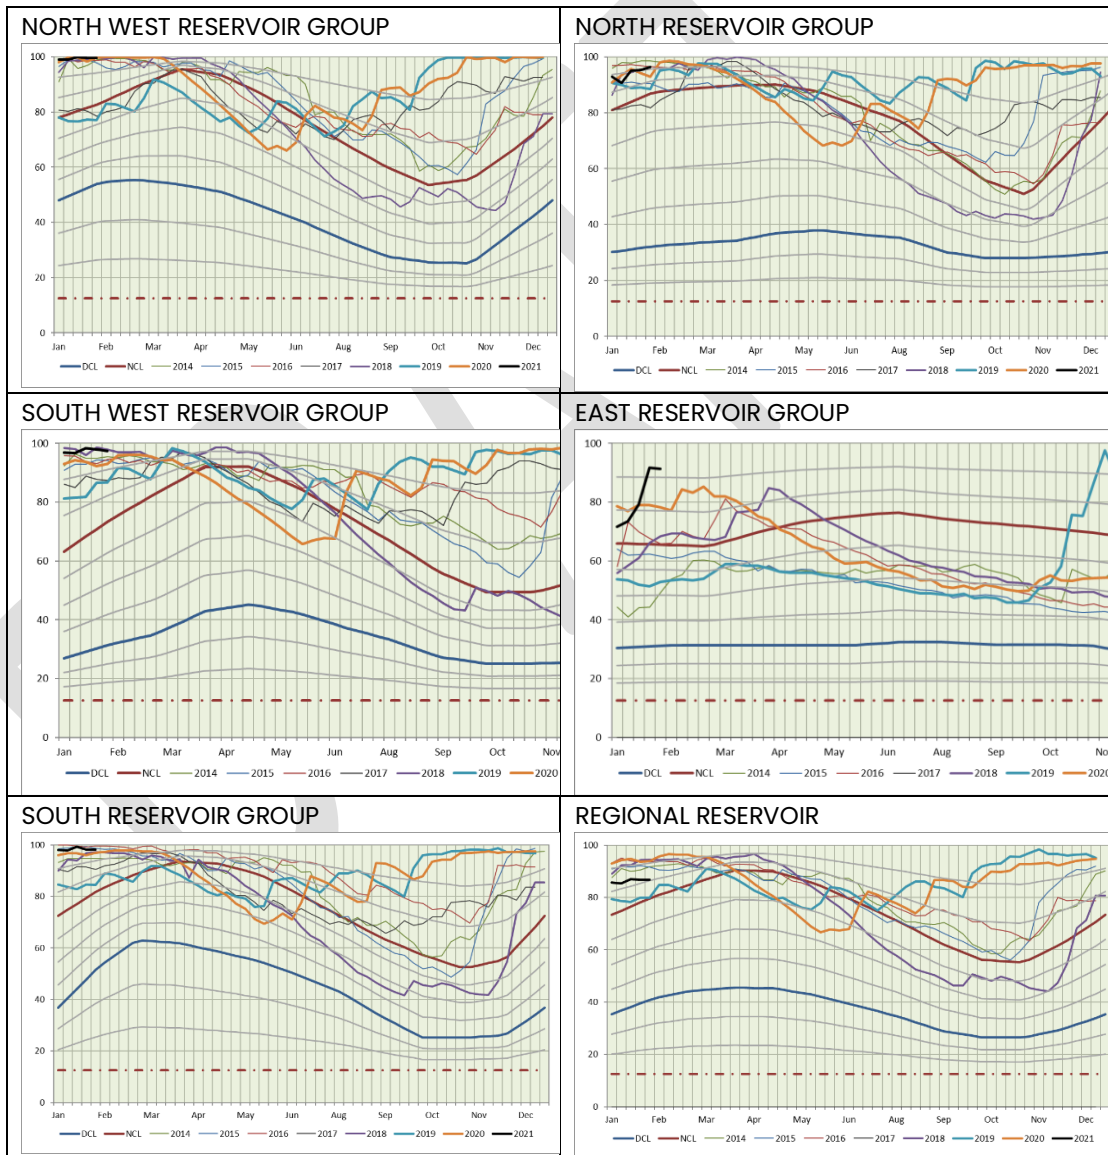 NORTH WEST RESERVOIR GROUP
100
80
60
40
20
0
Jan Feb Mar Apr May Jun Aug Sep Oct Nov Dec
DCL NCL 2014 2015 2016 2017 2018 2019 2020 2021
NORTH RESERVOIR GROUP
100
80
60
40
20
0
Jan Feb Mar Apr May Jun Aug Sep Oct Nov Dec
DCL NCL 2014 2015 2016 2017 2018 2019 2020 2021
SOUTH WEST RESERVOIR GROUP
100
80
60
40
20
0
Jan Feb Mar Apr May Jun Aug Sep Oct Nov
DCL NCL 2014 2015 2016 2017 2018 2019 2020
EAST RESERVOIR GROUP
100
80
60
40
20
0
Jan Feb Mar Apr May Jun Aug Sep Oct No
DCL NCL 2014 2015 2016 2017 2018 2019 2020
SOUTH RESERVOIR GROUP
100
80
60
40
20
0
Jan Feb Mar Apr May Jun Aug Sep Oct Nov Dec
DCL NCL 2014 2015 2016 2017 2018 2019 2020 2021
REGIONAL RESERVOIR
100
80
60
40
20
0
Jan Feb Mar Apr May Jun Aug Sep Oct Nov Dec
DCL NCL 2014 2015 2016 2017 2018 2019 2020 2021